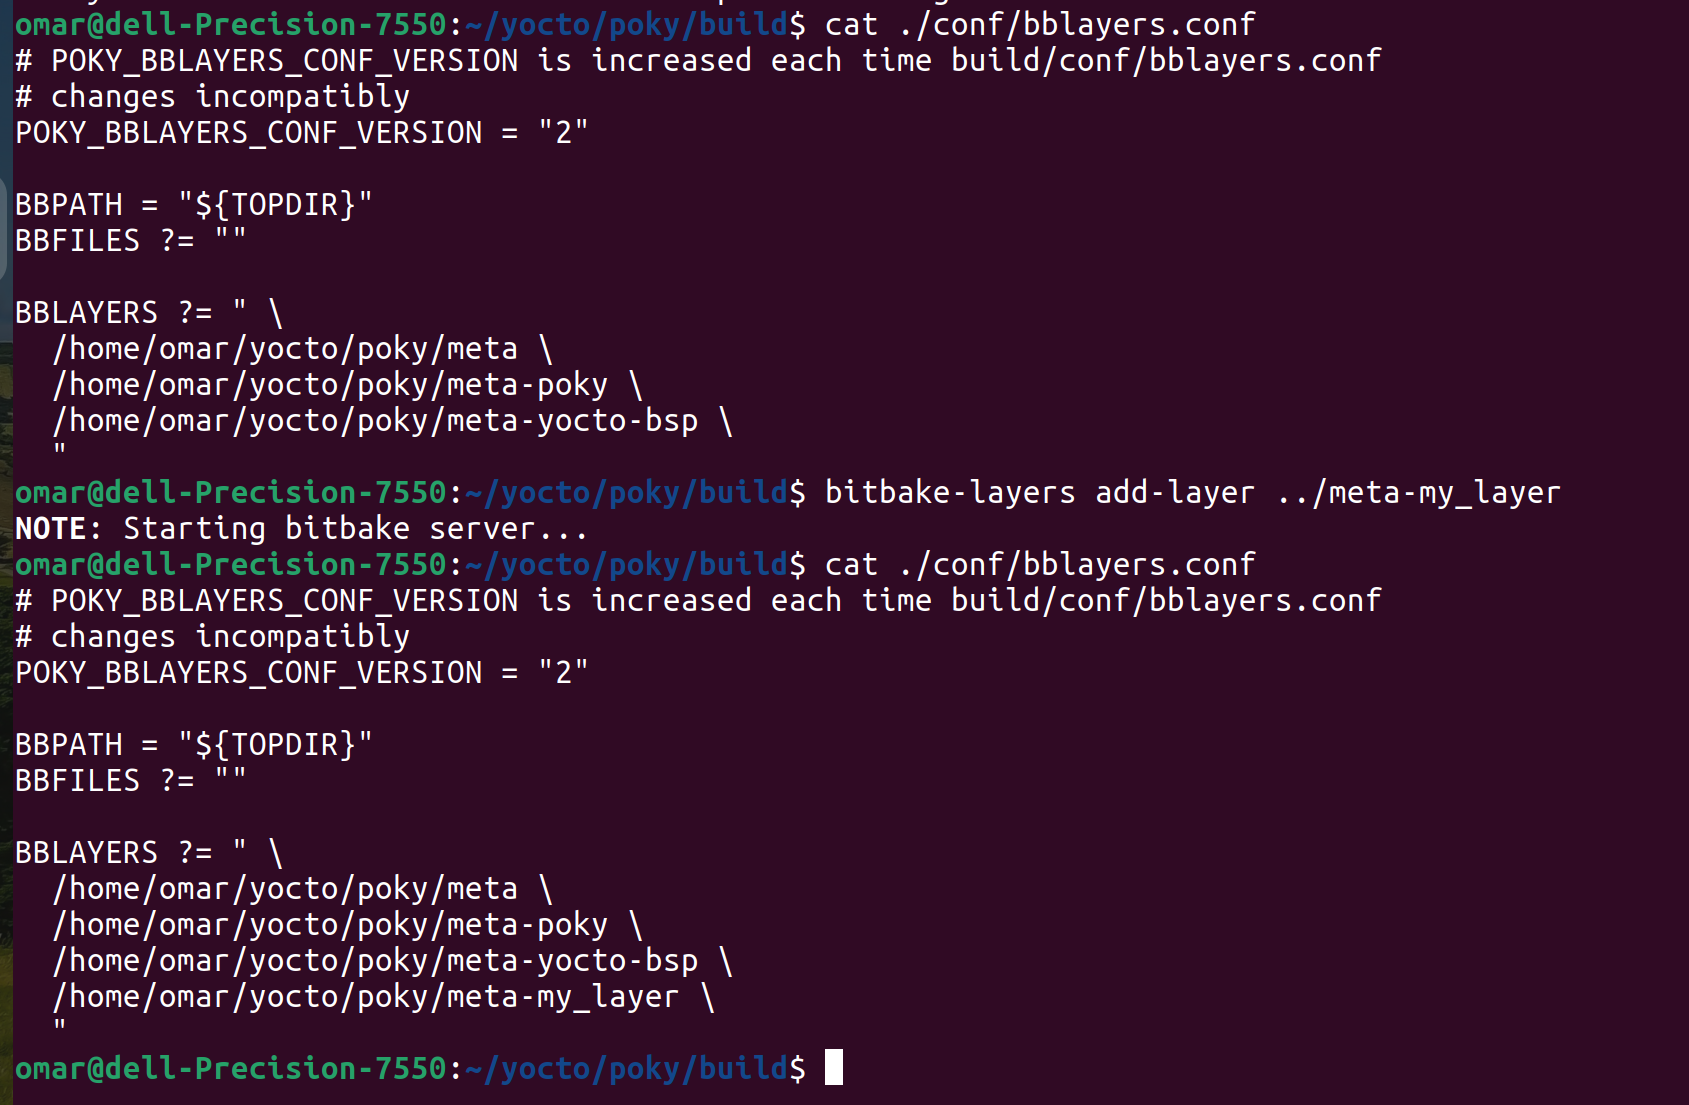 omar@dell-Precision-7550:~/yocto/poky/build$ cat ./conf/bblayers.conf
# POKY_BBLAYERS_CONF_VERSION is increased each time build/conf/bblayers.conf
# changes incompatibly
POKY_BBLAYERS_CONF_VERSION = "2"

BBPATH = "${TOPDIR}"
BBFILES ?= ""

BBLAYERS ?= " \
  /home/omar/yocto/poky/meta \
  /home/omar/yocto/poky/meta-poky \
  /home/omar/yocto/poky/meta-yocto-bsp \
  "
omar@dell-Precision-7550:~/yocto/poky/build$ bitbake-layers add-layer ../meta-my_layer
NOTE: Starting bitbake server...
omar@dell-Precision-7550:~/yocto/poky/build$ cat ./conf/bblayers.conf
# POKY_BBLAYERS_CONF_VERSION is increased each time build/conf/bblayers.conf
# changes incompatibly
POKY_BBLAYERS_CONF_VERSION = "2"

BBPATH = "${TOPDIR}"
BBFILES ?= ""

BBLAYERS ?= " \
  /home/omar/yocto/poky/meta \
  /home/omar/yocto/poky/meta-poky \
  /home/omar/yocto/poky/meta-yocto-bsp \
  /home/omar/yocto/poky/meta-my_layer \
  "
omar@dell-Precision-7550:~/yocto/poky/build$